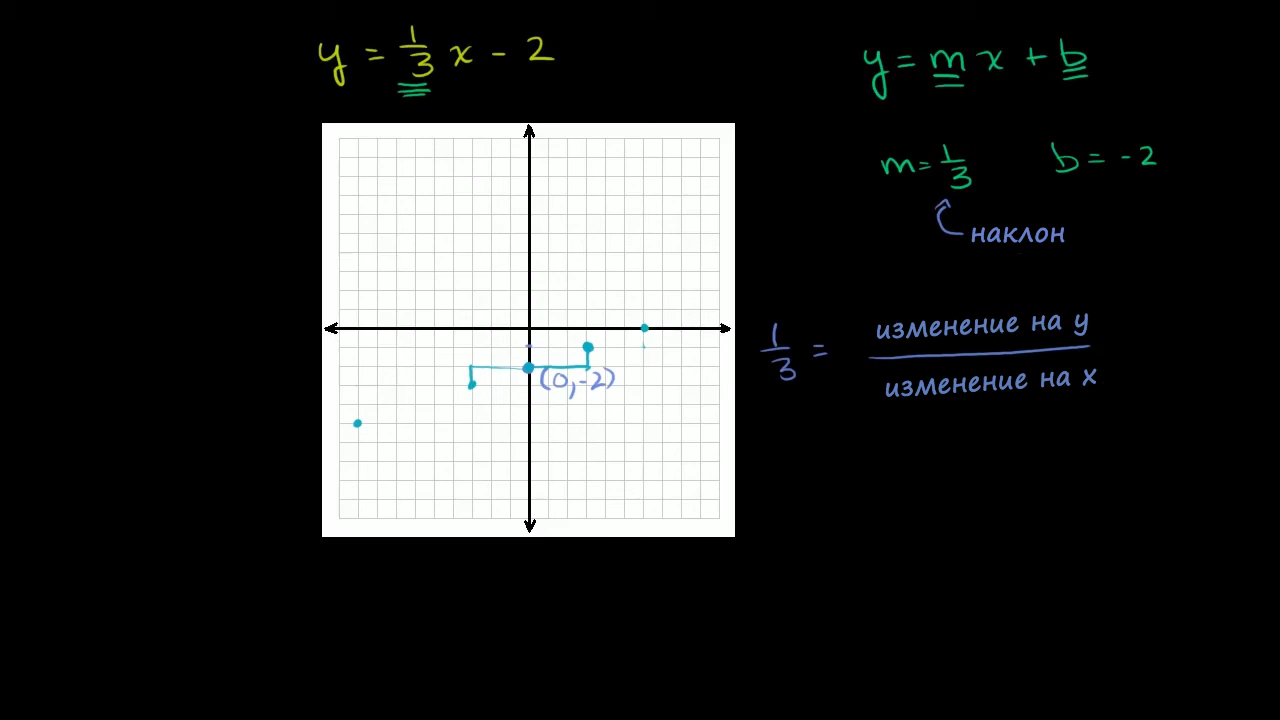 y = 1/3 x - 2
y = mx + b
m = 1/3 b = -2
наклон
1/3 = изменение на y / изменение на x
(0, -2)